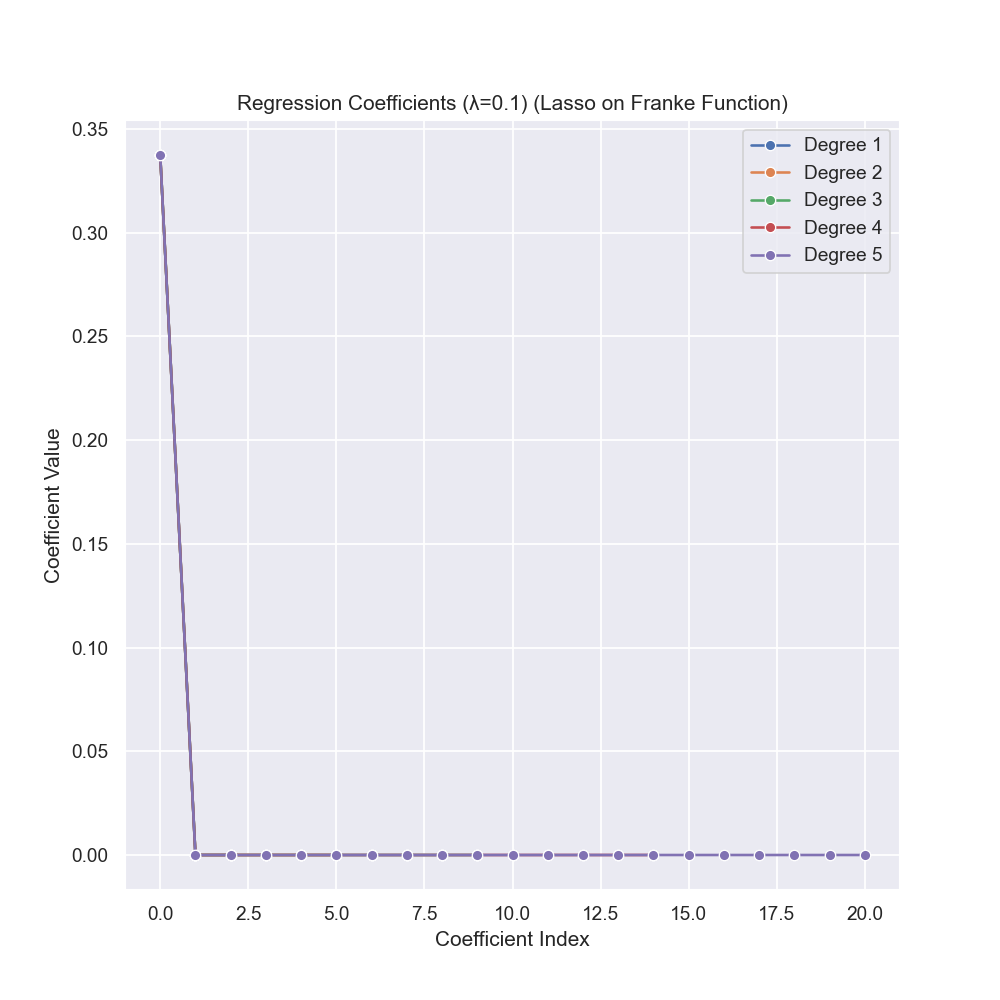 Regression Coefficients (λ=0.1) (Lasso on Franke Function)
0.35
0.30
0.25
0.20
0.15
0.10
0.05
0.00
Coefficient Value
Degree 1
Degree 2
Degree 3
Degree 4
Degree 5
0.0 2.5 5.0 7.5 10.0 12.5 15.0 17.5 20.0
Coefficient Index